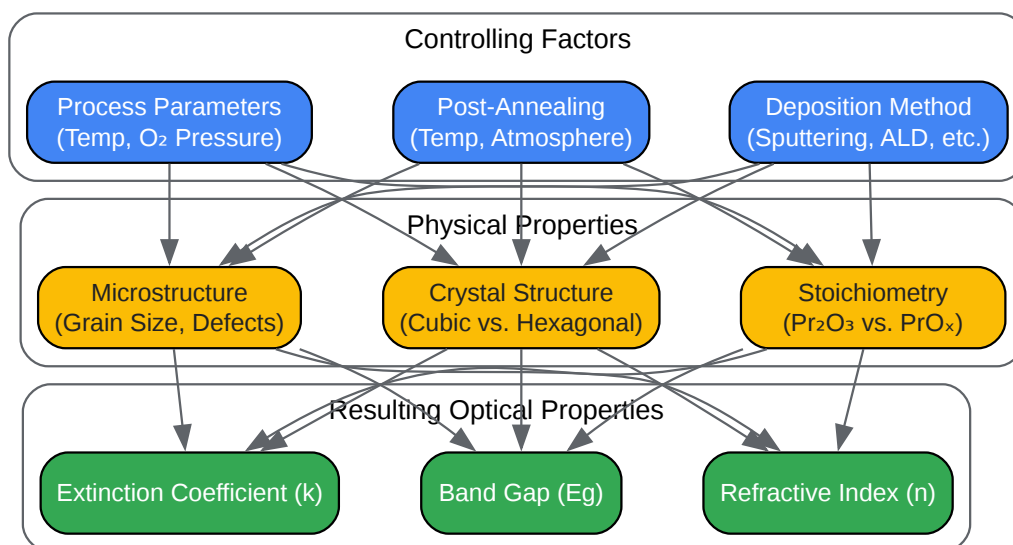 Controlling Factors
Process Parameters
(Temp, O₂ Pressure)
Post-Annealing
(Temp, Atmosphere)
Deposition Method
(Sputtering, ALD, etc.)
Physical Properties
Microstructure
(Grain Size, Defects)
Crystal Structure
(Cubic vs. Hexagonal)
Stoichiometry
(Pr₂O₃ vs. PrOₓ)
Resulting Optical Properties
Extinction Coefficient (k)
Band Gap (Eg)
Refractive Index (n)